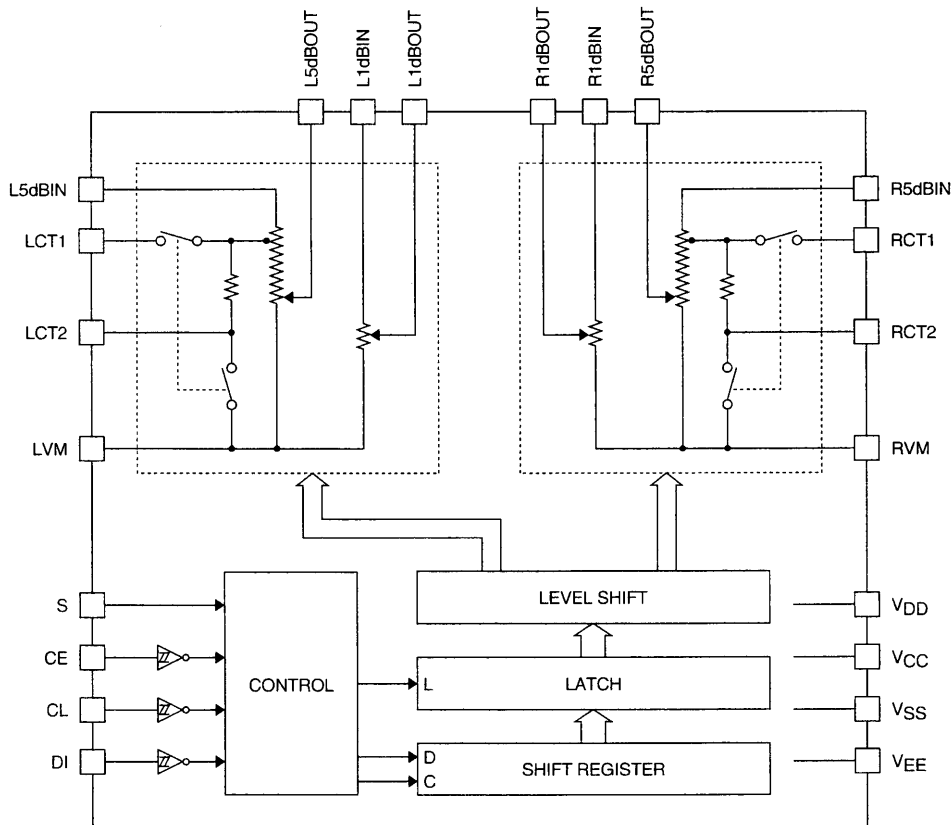 L5dBOUT
L1dBIN
L1dBOUT
R1dBOUT
R1dBIN
R5dBOUT
L5dBIN
R5dBIN
LCT1
RCT1
LCT2
RCT2
LVM
RVM
S
LEVEL SHIFT
VDD
CE
CONTROL
L
LATCH
VCC
CL
VSS
DI
D
C
SHIFT REGISTER
VEE